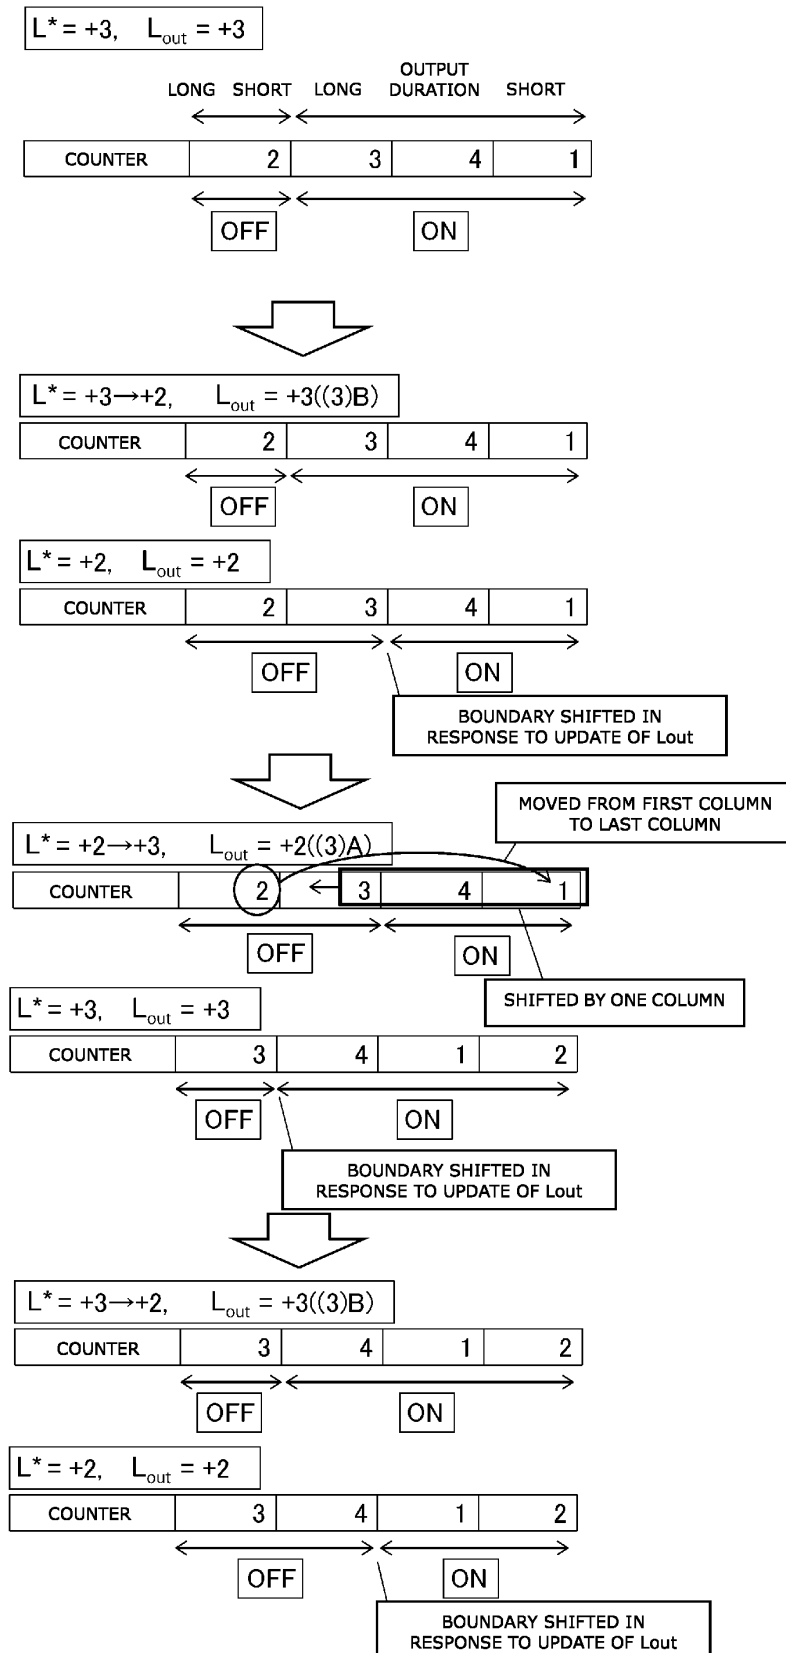 L* = +3, Lout = +3
OUTPUT
LONG SHORT LONG DURATION SHORT
COUNTER 2 3 4 1
OFF ON
L* = +3→+2, Lout = +3((3)B)
COUNTER 2 3 4 1
OFF ON
L* = +2, Lout = +2
COUNTER 2 3 4 1
OFF ON
BOUNDARY SHIFTED IN
RESPONSE TO UPDATE OF Lout
MOVED FROM FIRST COLUMN
TO LAST COLUMN
L* = +2→+3, Lout = +2((3)A)
COUNTER 2 3 4 1
OFF ON
SHIFTED BY ONE COLUMN
L* = +3, Lout = +3
COUNTER 3 4 1 2
OFF ON
BOUNDARY SHIFTED IN
RESPONSE TO UPDATE OF Lout
L* = +3→+2, Lout = +3((3)B)
COUNTER 3 4 1 2
OFF ON
L* = +2, Lout = +2
COUNTER 3 4 1 2
OFF ON
BOUNDARY SHIFTED IN
RESPONSE TO UPDATE OF Lout